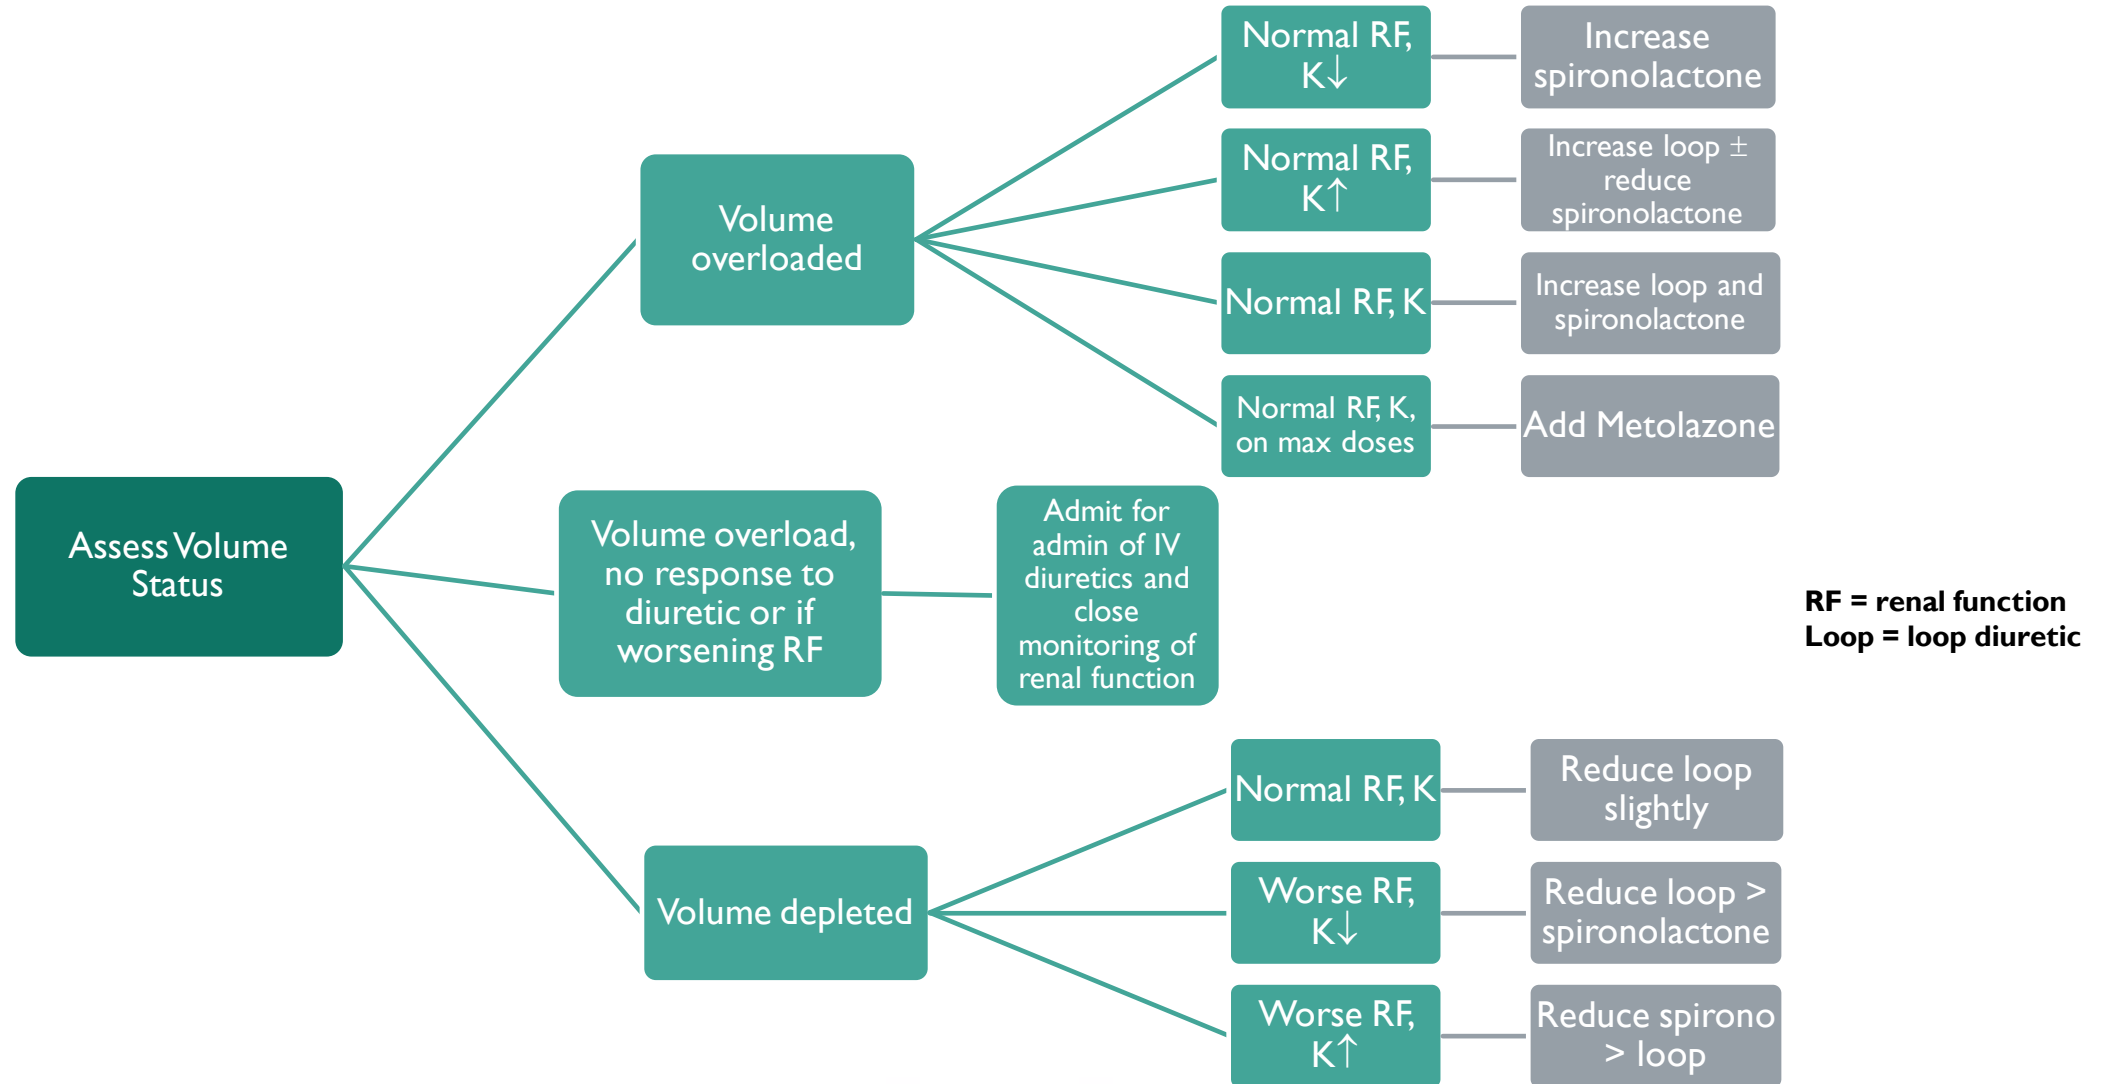 Assess Volume
Status
Volume
overloaded
Normal RF,
K↓
Increase
spironolactone
Normal RF,
K↑
Increase loop ±
reduce
spironolactone
Normal RF, K
Increase loop and
spironolactone
Normal RF, K,
on max doses
Add Metolazone
Volume overload,
no response to
diuretic or if
worsening RF
Admit for
admin of IV
diuretics and
close
monitoring of
renal function
Volume depleted
Normal RF, K
Reduce loop
slightly
Worse RF,
K↓
Reduce loop >
spironolactone
Worse RF,
K↑
Reduce spirono
> loop
RF = renal function
Loop = loop diuretic